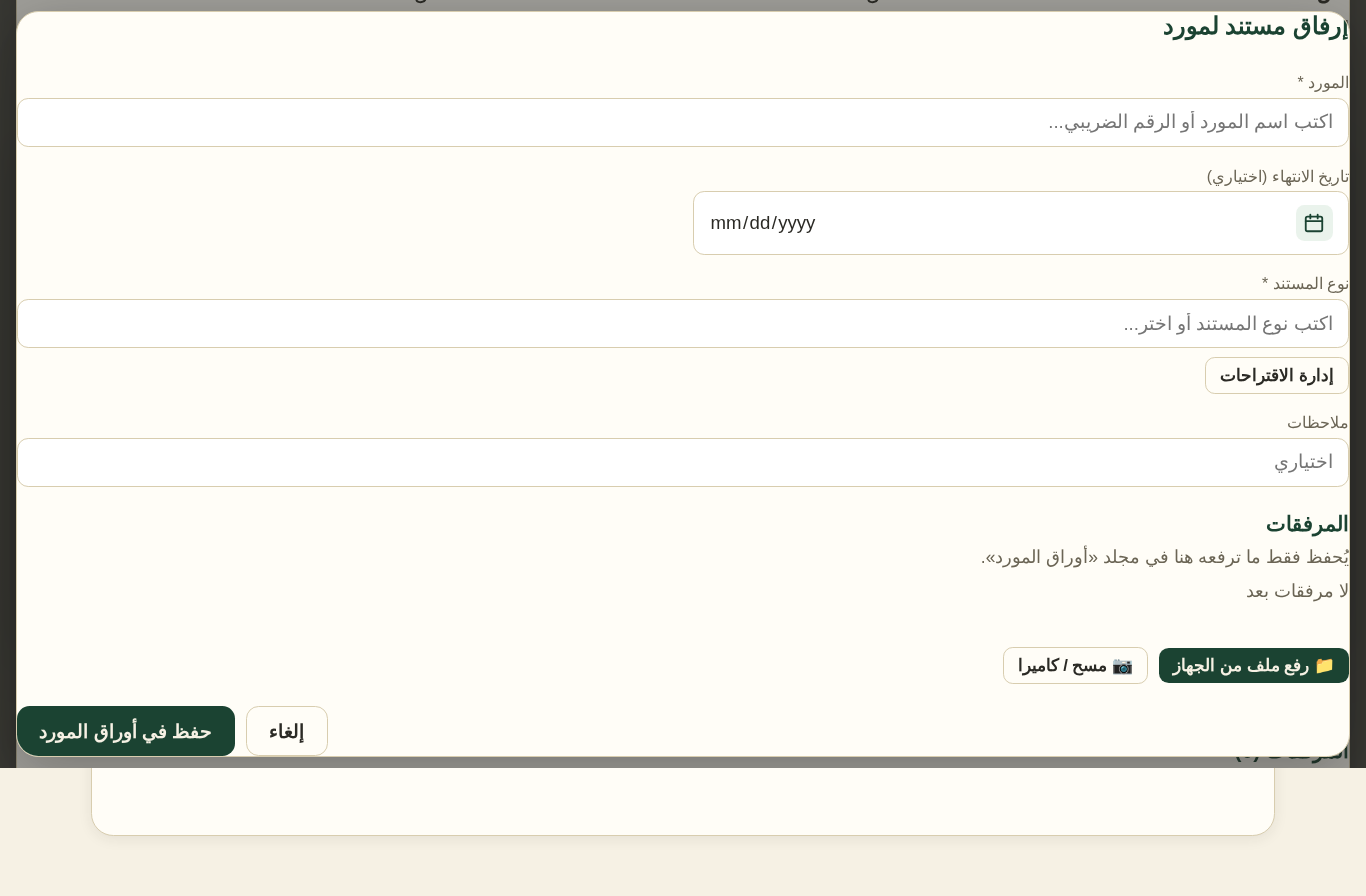 إرفاق مستند لمورد
المورد *
اكتب اسم المورد أو الرقم الضريبي...
تاريخ الانتهاء (اختياري)
mm/dd/yyyy
نوع المستند *
اكتب نوع المستند أو اختر...
إدارة الاقتراحات
ملاحظات
اختياري
المرفقات
يُحفظ فقط ما ترفعه هنا في مجلد «أوراق المورد».
لا مرفقات بعد
📁 رفع ملف من الجهاز 📷 مسح / كاميرا
إلغاء حفظ في أوراق المورد